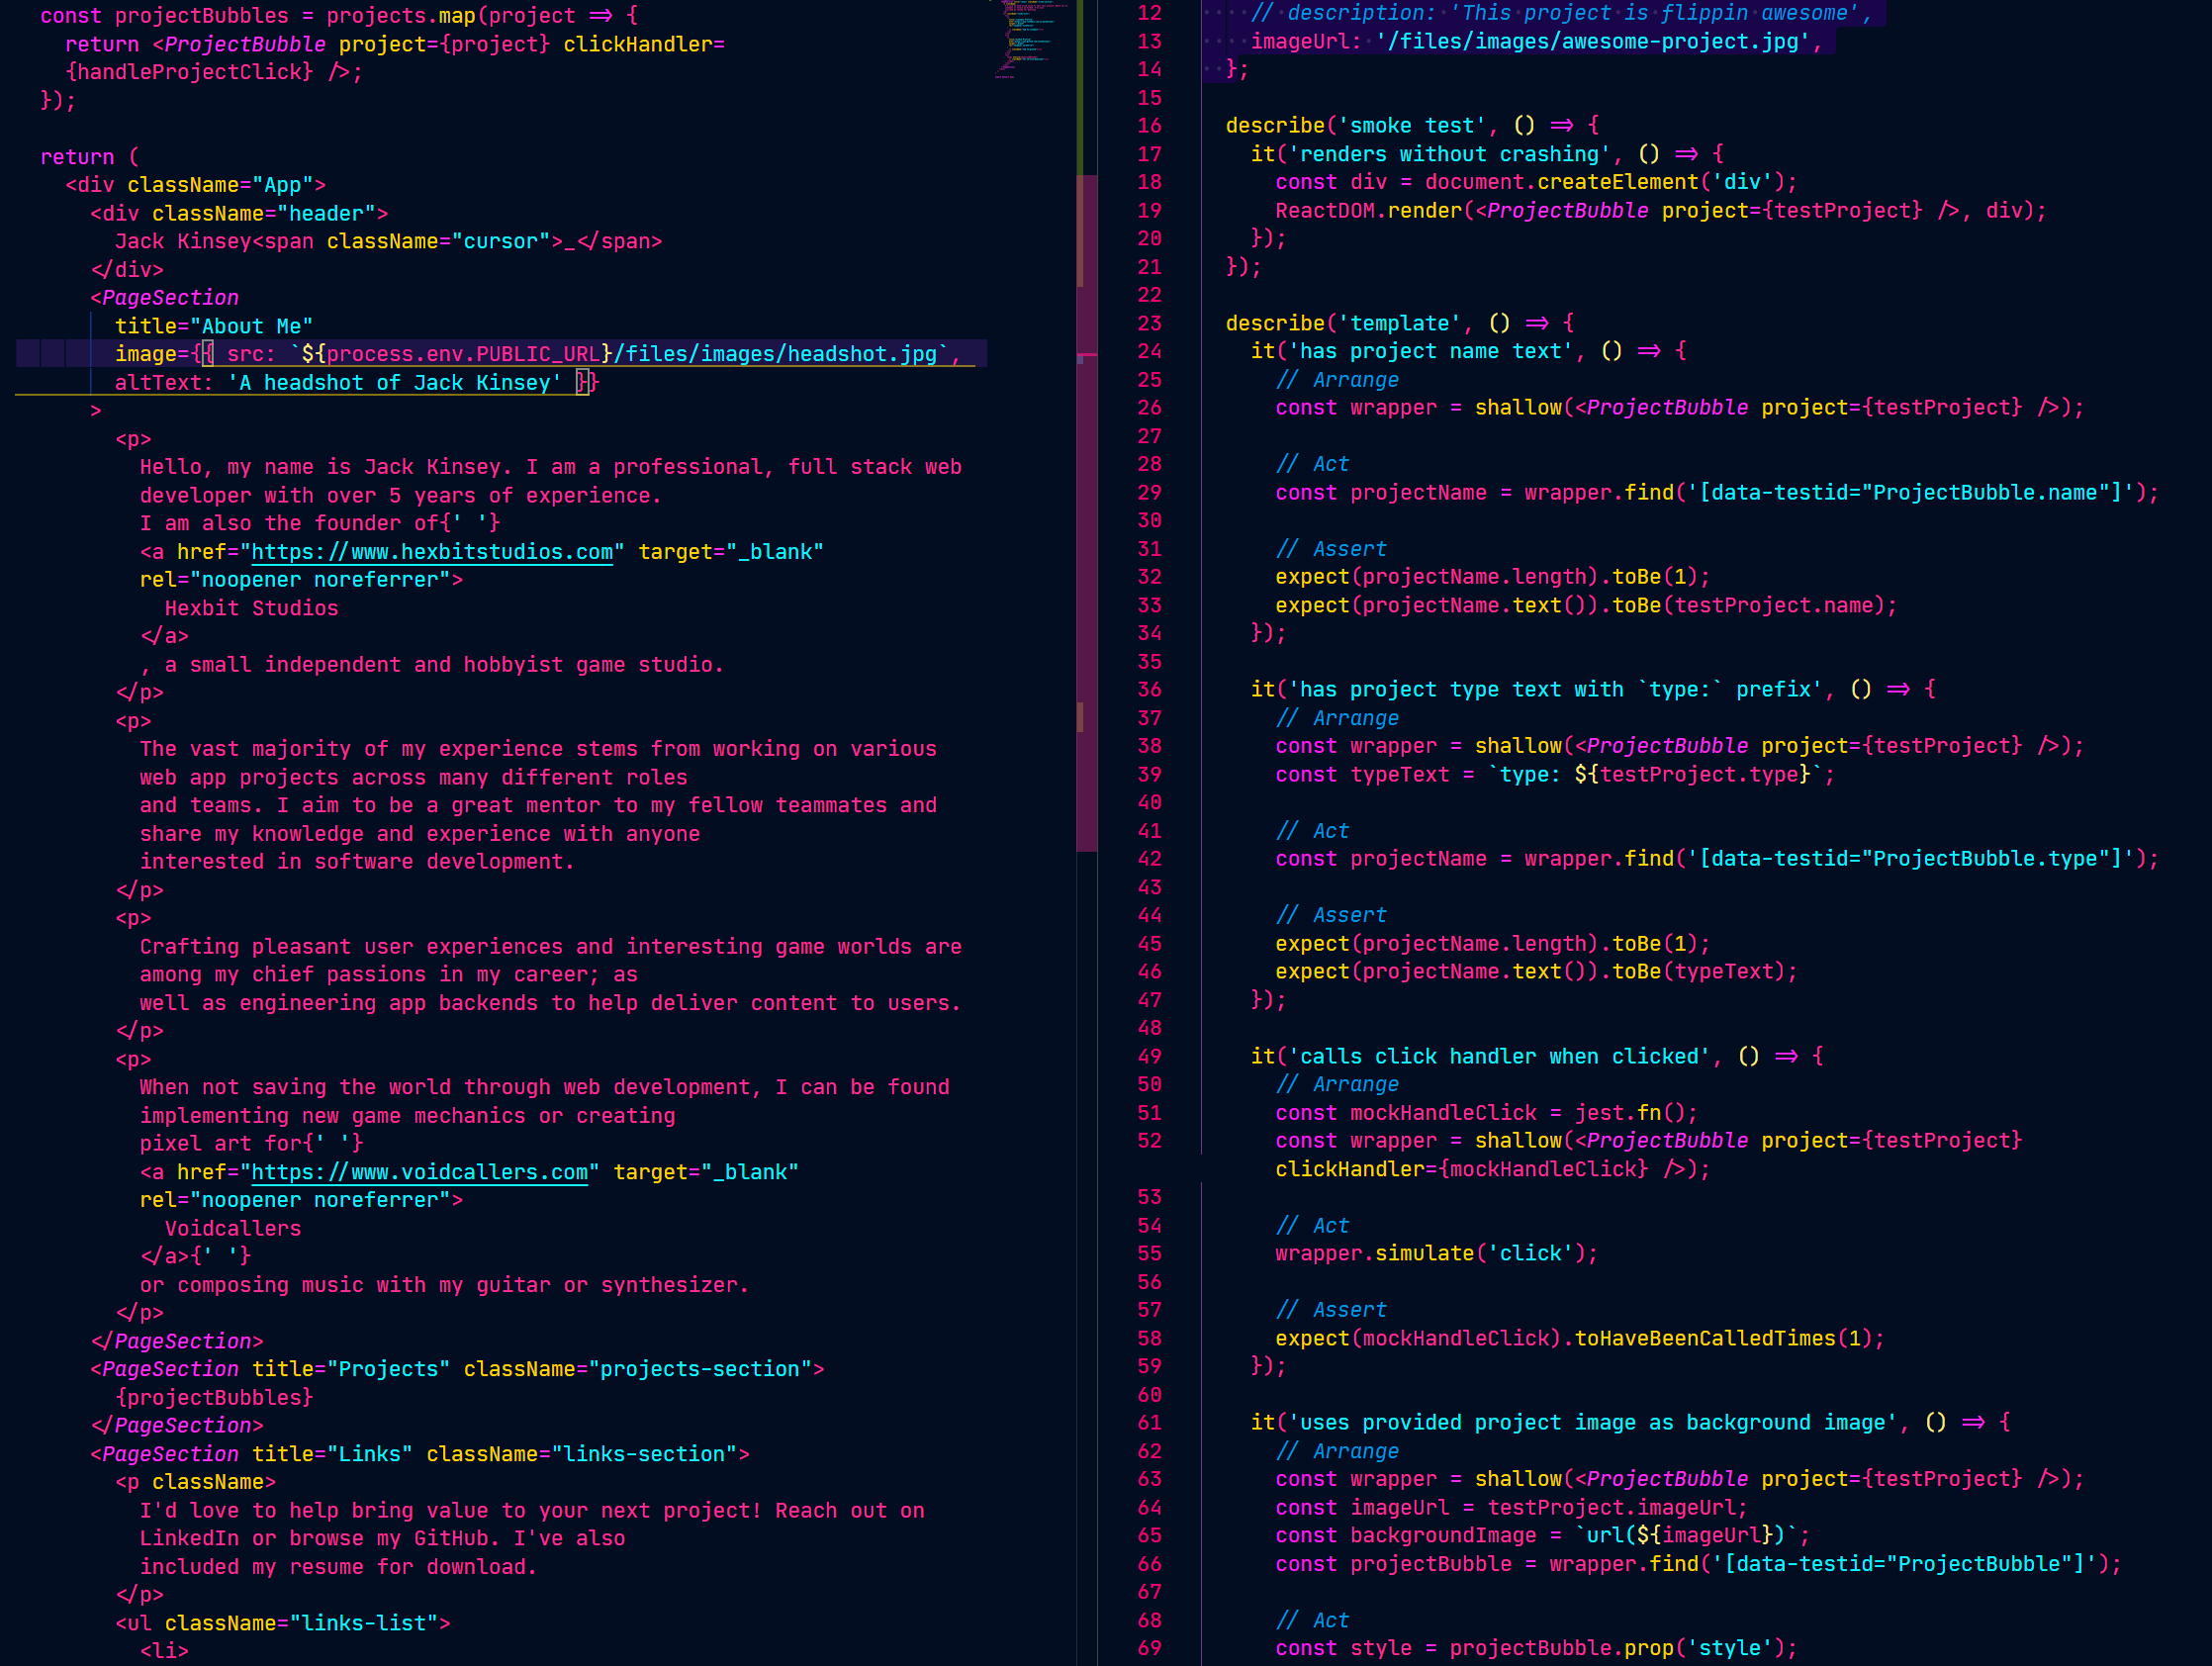 const projectBubbles = projects.map(project => {
return <ProjectBubble project={project} clickHandler=
{handleProjectClick} />;
});
return (
<div className="App">
<div className="header">
Jack Kinsey<span className="cursor">_</span>
</div>
<PageSection
title="About Me"
image={{ src: `${process.env.PUBLIC_URL}/files/images/headshot.jpg`,
altText: 'A headshot of Jack Kinsey' }}
>
<p>
Hello, my name is Jack Kinsey. I am a professional, full stack web
developer with over 5 years of experience.
I am also the founder of{' '}
<a href="https://www.hexbitstudios.com" target="_blank"
rel="noopener noreferrer">
Hexbit Studios
</a>
, a small independent and hobbyist game studio.
</p>
<p>
The vast majority of my experience stems from working on various
web app projects across many different roles
and teams. I aim to be a great mentor to my fellow teammates and
share my knowledge and experience with anyone
interested in software development.
</p>
<p>
Crafting pleasant user experiences and interesting game worlds are
among my chief passions in my career; as
well as engineering app backends to help deliver content to users.
</p>
<p>
When not saving the world through web development, I can be found
implementing new game mechanics or creating
pixel art for{' '}
<a href="https://www.voidcallers.com" target="_blank"
rel="noopener noreferrer">
Voidcallers
</a>{' '}
or composing music with my guitar or synthesizer.
</p>
</PageSection>
<PageSection title="Projects" className="projects-section">
{projectBubbles}
</PageSection>
<PageSection title="Links" className="links-section">
<p className>
I'd love to help bring value to your next project! Reach out on
LinkedIn or browse my GitHub. I've also
included my resume for download.
</p>
<ul className="links-list">
<li>
12 // description: 'This project is flippin awesome',
13 imageUrl: '/files/images/awesome-project.jpg',
14 };
15
16 describe('smoke test', () => {
17 it('renders without crashing', () => {
18 const div = document.createElement('div');
19 ReactDOM.render(<ProjectBubble project={testProject} />, div);
20 });
21 });
22
23 describe('template', () => {
24 it('has project name text', () => {
25 // Arrange
26 const wrapper = shallow(<ProjectBubble project={testProject} />);
27
28 // Act
29 const projectName = wrapper.find('[data-testid="ProjectBubble.name"]');
30
31 // Assert
32 expect(projectName.length).toBe(1);
33 expect(projectName.text()).toBe(testProject.name);
34 });
35
36 it('has project type text with `type:` prefix', () => {
37 // Arrange
38 const wrapper = shallow(<ProjectBubble project={testProject} />);
39 const typeText = `type: ${testProject.type}`;
40
41 // Act
42 const projectName = wrapper.find('[data-testid="ProjectBubble.type"]');
43
44 // Assert
45 expect(projectName.length).toBe(1);
46 expect(projectName.text()).toBe(typeText);
47 });
48
49 it('calls click handler when clicked', () => {
50 // Arrange
51 const mockHandleClick = jest.fn();
52 const wrapper = shallow(<ProjectBubble project={testProject}
clickHandler={mockHandleClick} />);
53
54 // Act
55 wrapper.simulate('click');
56
57 // Assert
58 expect(mockHandleClick).toHaveBeenCalledTimes(1);
59 });
60
61 it('uses provided project image as background image', () => {
62 // Arrange
63 const wrapper = shallow(<ProjectBubble project={testProject} />);
64 const imageUrl = testProject.imageUrl;
65 const backgroundImage = `url(${imageUrl})`;
66 const projectBubble = wrapper.find('[data-testid="ProjectBubble"]');
67
68 // Act
69 const style = projectBubble.prop('style');